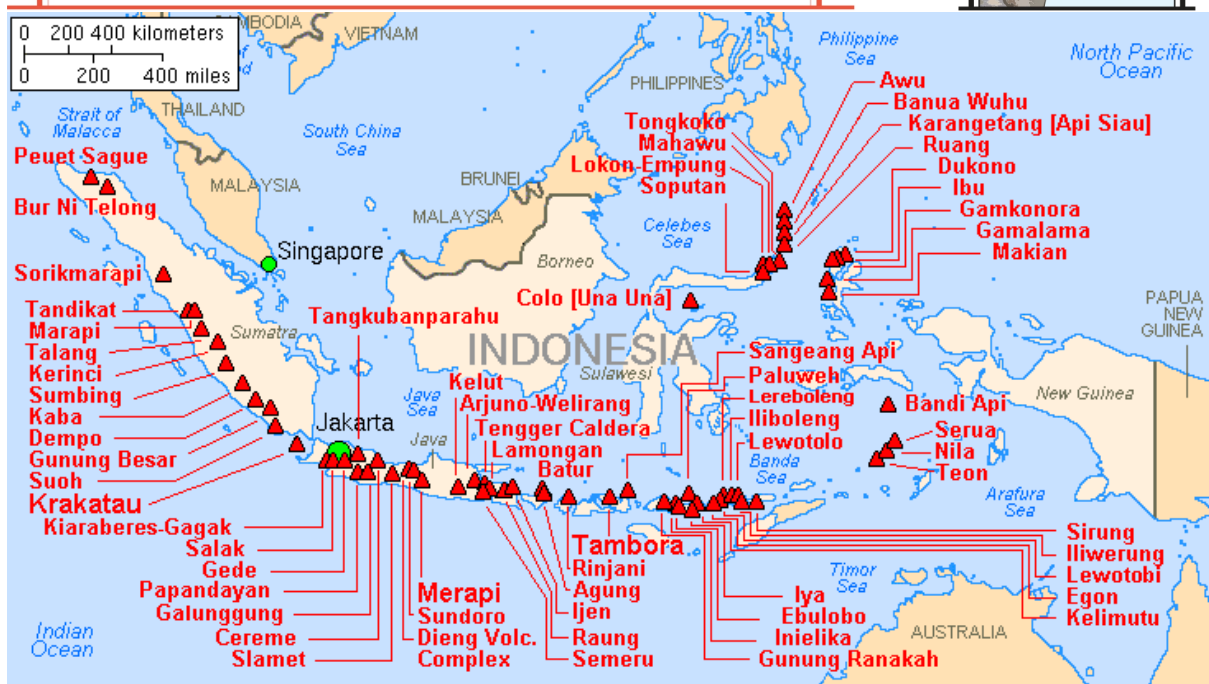 0 200 400 kilometers
0 200 400 miles
CAMBODIA
VIETNAM
Philippine
Sea
North Pacific
Ocean
PHILIPPINES
THAILAND
Strait of
Malacca
South China
Sea
MALAYSIA
BRUNEI
MALAYSIA
Celebes
Sea
Awu
Banua Wuhu
Karangetang [Api Siau]
Ruang
Dukono
Ibu
Gamkonora
Gamalama
Makian
Tongkoko
Mahawu
Lokon-Empung
Soputan
Peuet Sague
Bur Ni Telong
Singapore
Borneo
Sorikmarapi
Colo [Una Una]
PAPUA
NEW
GUINEA
Tandikat
Marapi
Talang
Kerinci
Sumbing
Kaba
Dempo
Gunung Besar
Suoh
Krakatau
Sumatra
Tangkubanparahu
INDONESIA
Sulawesi
New Guinea
Sangeang Api
Paluweh
Lereboleng
Iliboleng
Lewotolo
Banda
Sea
Bandi Api
Serua
Nila
Teon
Arafura
Sea
Java
Sea
Jakarta
Java
Kelut
Arjuno-Welirang
Tengger Caldera
Lamongan
Batur
Kiaraberes-Gagak
Salak
Gede
Papandayan
Galunggung
Cereme
Slamet
Merapi
Sundoro
Dieng Volc.
Complex
Tambora
Rinjani
Agung
Ijen
Raung
Semeru
Timor
Sea
Iya
Ebulobo
Inielika
Gunung Ranakah
Sirung
Iliwerung
Lewotobi
Egon
Kelimutu
Indian
Ocean
AUSTRALIA